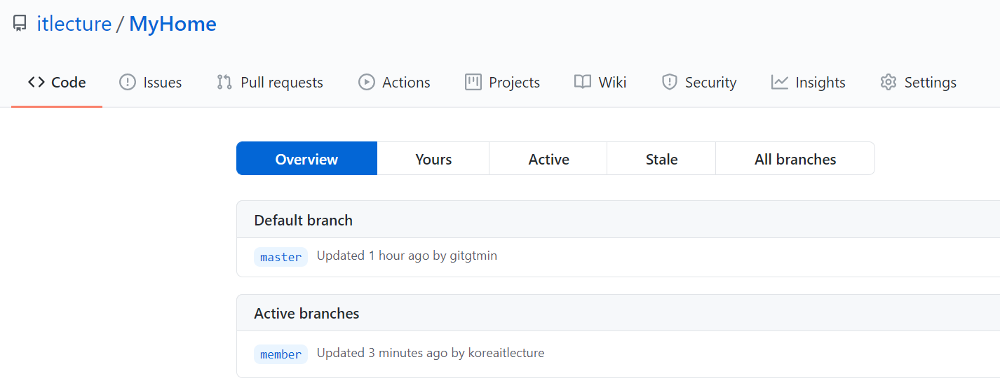 itlecture / MyHome
Code Issues Pull requests Actions Projects Wiki Security Insights Settings
Overview Yours Active Stale All branches
Default branch
master Updated 1 hour ago by gitgtmin
Active branches
member Updated 3 minutes ago by koreaitlecture